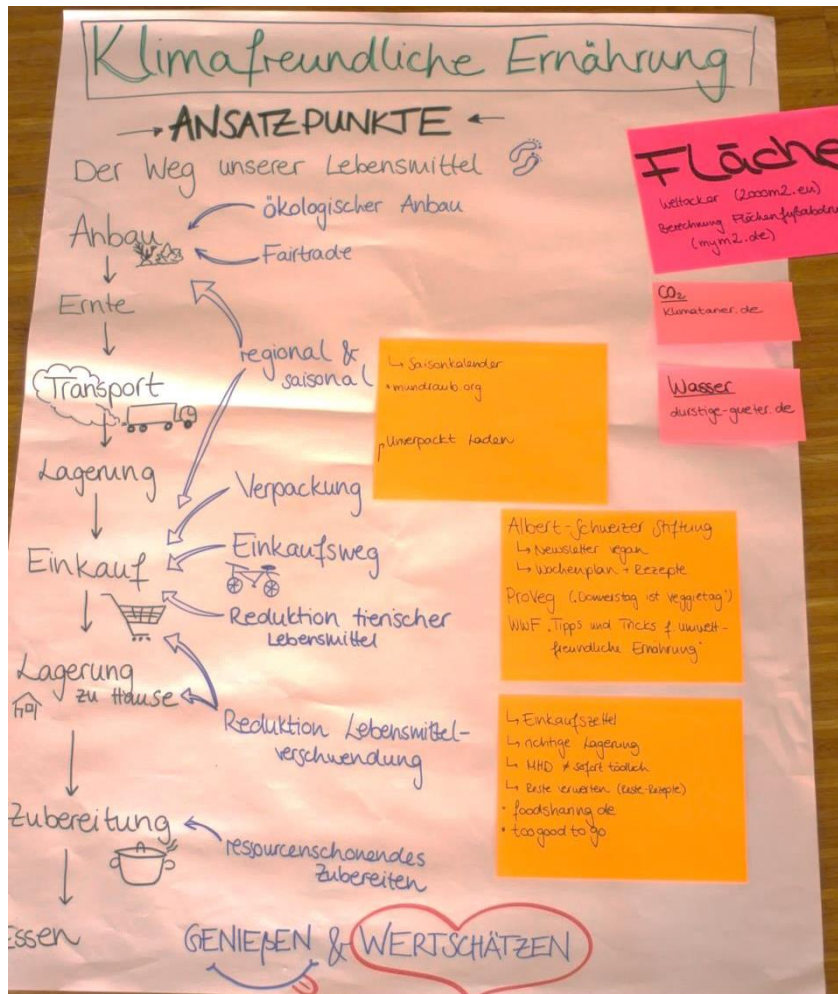 Klimafreundliche Ernährung
ANSATZPUNKTE
Der Weg unserer Lebensmittel
Anbau
ökologischer Anbau
Fairtrade
Ernte
regional &
saisonal
Transport
Lagerung
Verpackung
Einkauf
Einkaufsweg
Reduktion tierischer
Lebensmittel
Lagerung
zu Hause
Reduktion Lebensmittel-
verschwendung
Zubereitung
ressourcenschonendes
Zubereiten
Essen
GENIEßEN & WERTSCHÄTZEN
Fläche
Weltacker (2000m2.eu)
Berechnung
(mym2.de)
CO2
Klimataner.de
Wasser
durstige-gueter.de
↳ Saisonkalender
• mundraub.org
Unverpackt Laden
Albert-Schweizer Stiftung
↳ Newsletter vegan
↳ Wochenplan + Rezepte
ProVeg („Donnerstag ist Veggietag“)
WWF „Tipps und Tricks f. umwelt-
freundliche Ernährung“
↳ Einkaufszettel
↳ richtige Lagerung
↳ MHD ≠ sofort tödlich
↳ Reste verwerten (Reste-Rezepte)
• foodsharing.de
• too good to go